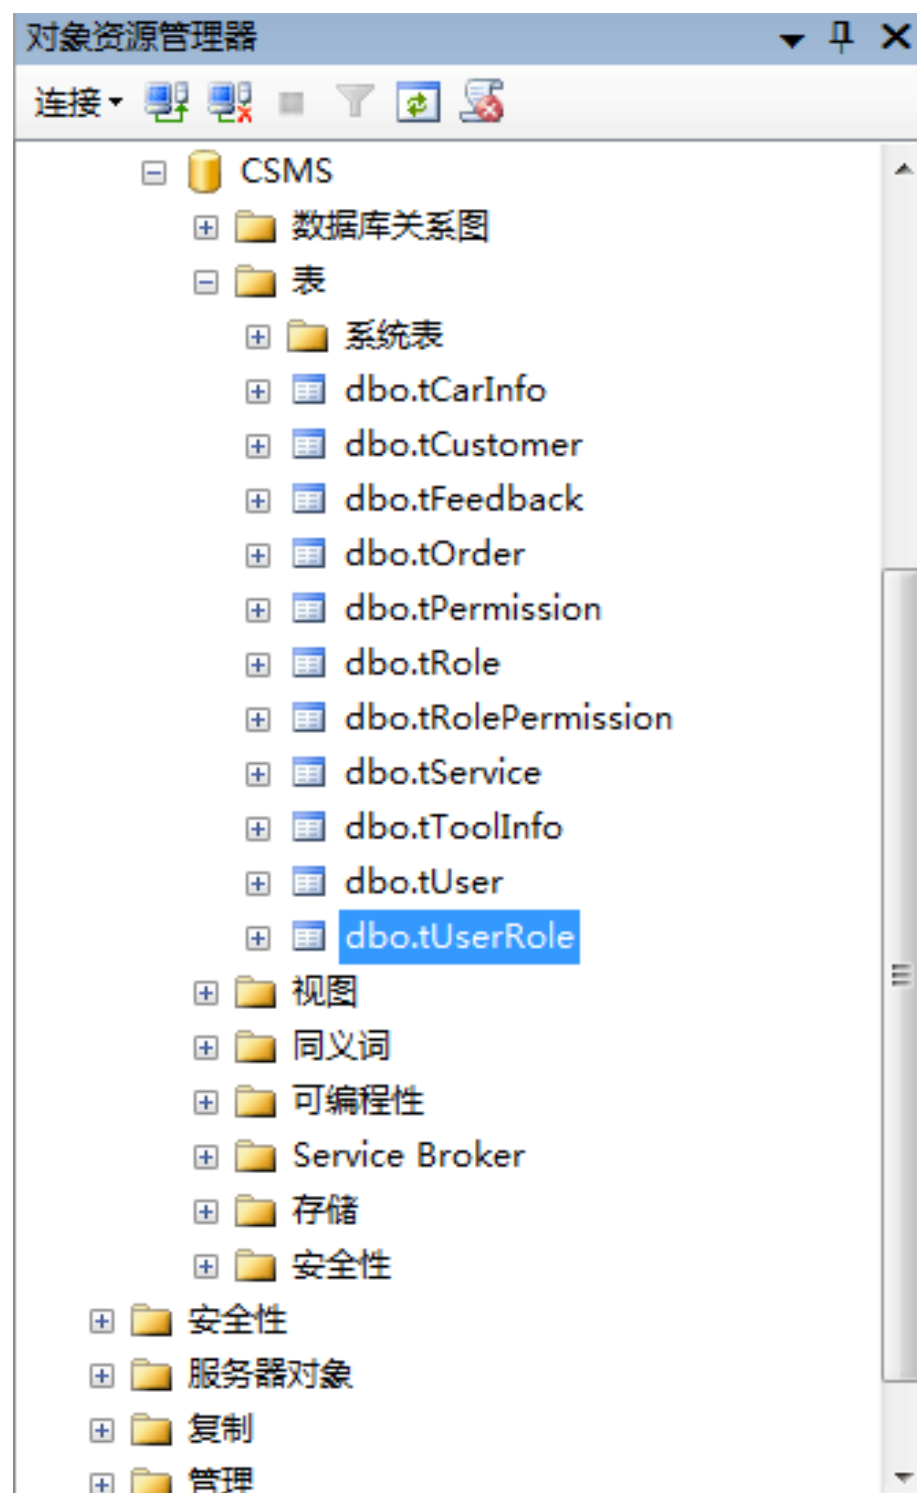 对象资源管理器
连接
CSMS
数据库关系图
表
系统表
dbo.tCarInfo
dbo.tCustomer
dbo.tFeedback
dbo.tOrder
dbo.tPermission
dbo.tRole
dbo.tRolePermission
dbo.tService
dbo.tToolInfo
dbo.tUser
dbo.tUserRole
视图
同义词
可编程性
Service Broker
存储
安全性
安全性
服务器对象
复制
管理